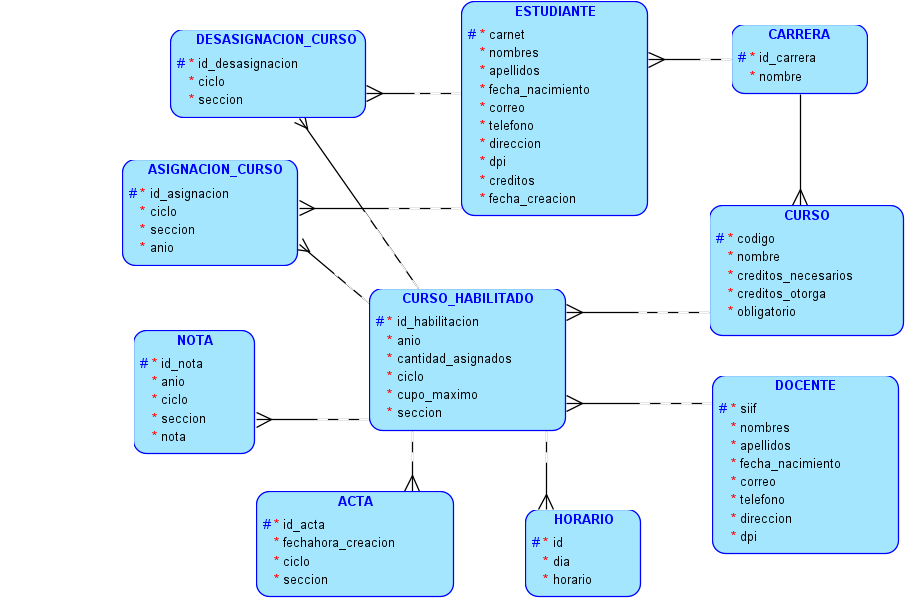 DESASIGNACION_CURSO
# * id_desasignacion
* ciclo
* seccion
ESTUDIANTE
# * carnet
* nombres
* apellidos
* fecha_nacimiento
* correo
* telefono
* direccion
* dpi
* creditos
* fecha_creacion
CARRERA
# * id_carrera
* nombre
ASIGNACION_CURSO
# * id_asignacion
* ciclo
* seccion
* anio
CURSO
# * codigo
* nombre
* creditos_necesarios
* creditos_otorga
* obligatorio
CURSO_HABILITADO
# * id_habilitacion
* anio
* cantidad_asignados
* ciclo
* cupo_maximo
* seccion
NOTA
# * id_nota
* anio
* ciclo
* seccion
* nota
DOCENTE
# * siif
* nombres
* apellidos
* fecha_nacimiento
* correo
* telefono
* direccion
* dpi
ACTA
# * id_acta
* fechahora_creacion
* ciclo
* seccion
HORARIO
# * id
* dia
* horario